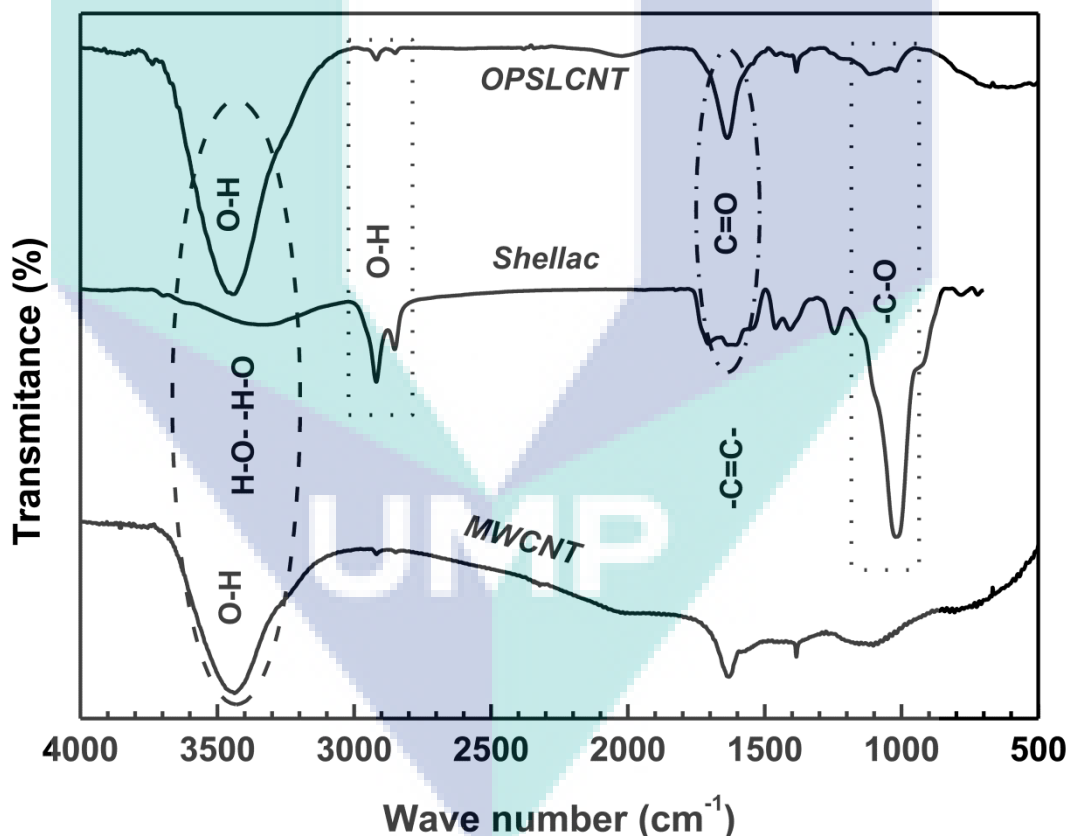 OPSLCNT
O-H
O-H
C=O
Shellac
-C-O
H-O- -H-O
-C=C-
MWCNT
UMP
O-H
Transmitance (%)
4000 3500 3000 2500 2000 1500 1000 500
Wave number (cm⁻¹)